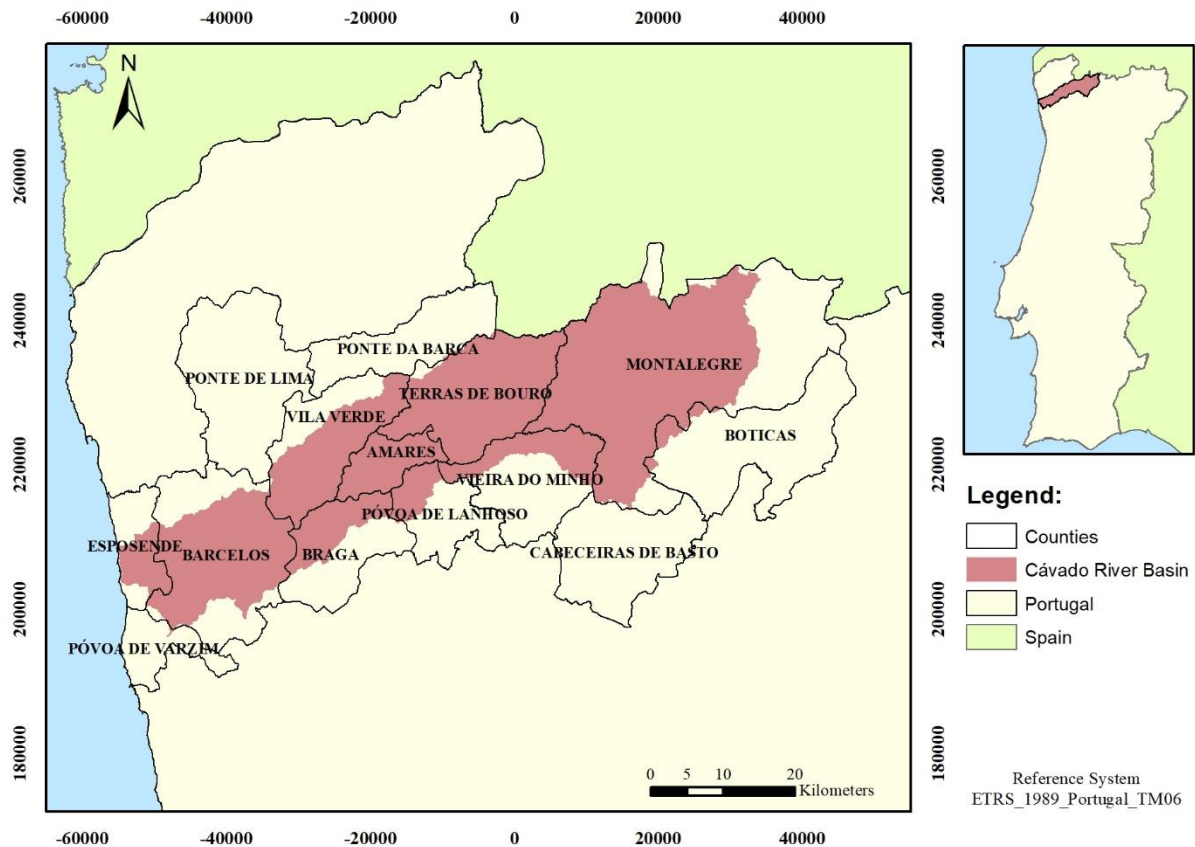 -60000 -40000 -20000 0 20000 40000
N
260000
240000
220000
200000
180000
PONTE DA BARCA
PONTE DE LIMA
MONTALEGRE
TERRAS DE BOURO
VILA VERDE
BOTICAS
AMARES
VIEIRA DO MINHO
PÓVOA DE LANHOSO
ESPOSENDE
BARCELOS
BRAGA
CABECEIRAS DE BASTO
PÓVOA DE VARZIM
0 5 10 20
Kilometers
-60000 -40000 -20000 0 20000 40000
260000
240000
220000
200000
180000
Legend:
Counties
Cávado River Basin
Portugal
Spain
Reference System
ETRS_1989_Portugal_TM06